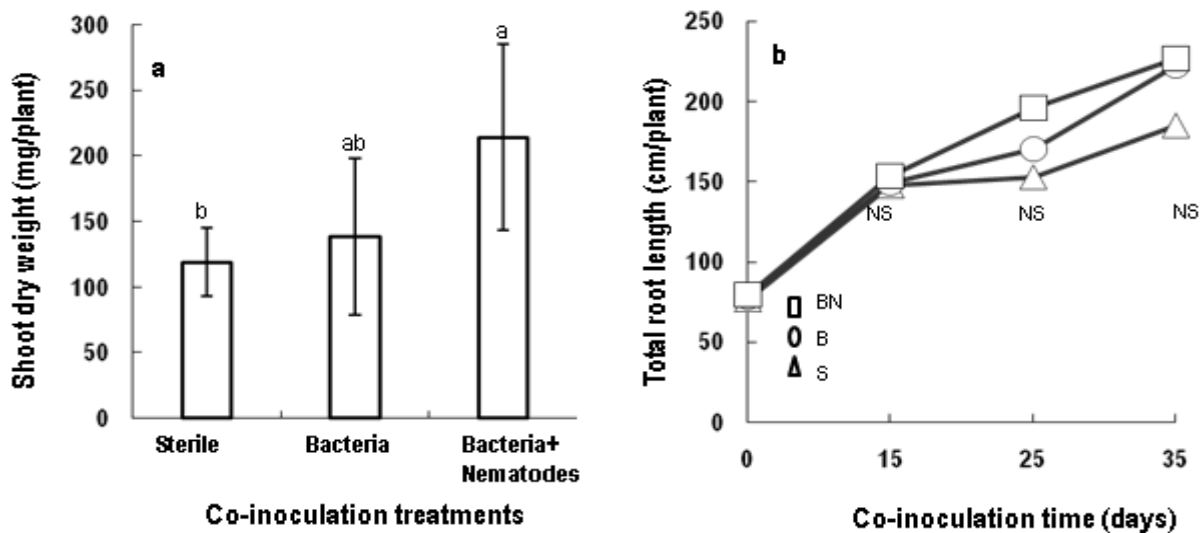 300
250
200
150
100
50
0
Shoot dry weight (mg/plant)
a
b
ab
a
Sterile
Bacteria
Bacteria+
Nematodes
Co-inoculation treatments
250
200
150
100
50
0
Total root length (cm/plant)
b
NS
NS
NS
BN
B
S
0
15
25
35
Co-inoculation time (days)